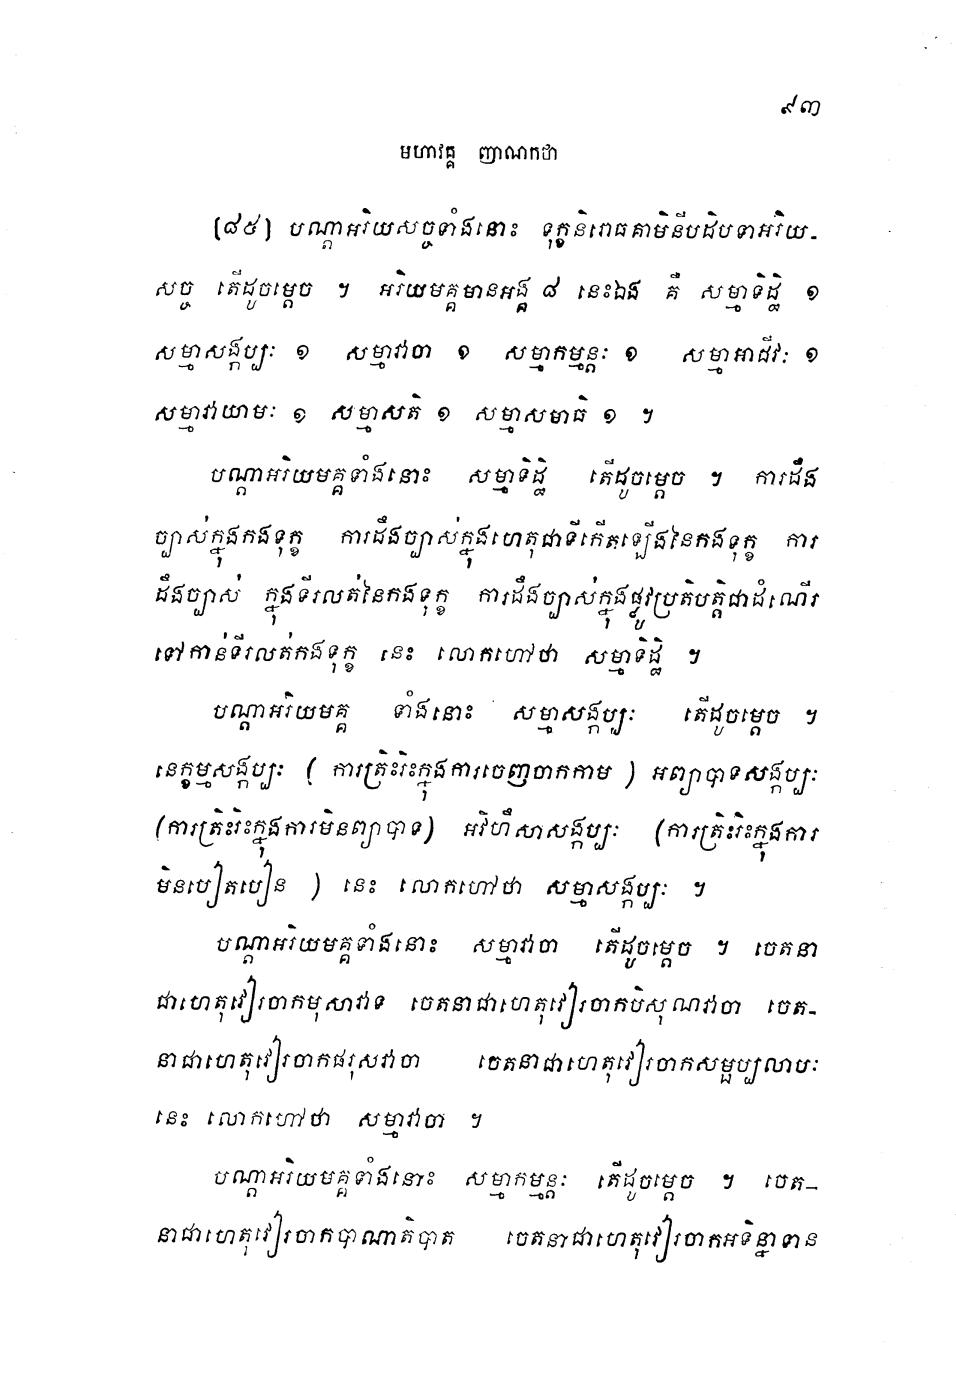 ៩៣
មហាវគ្គ ញាណកថា
(៨៥) បណ្តាអរិយសច្ចទាំងនោះ ទុក្ខនិរោធគាមិនីបដិបទាអរិយ-
សច្ច តើដូចម្តេច ។ អរិយមគ្គមានអង្គ ៨ នេះឯង គឺ សម្មាទិដ្ឋិ ១
សម្មាសង្កប្បៈ ១ សម្មាវាចា ១ សម្មាកម្មន្តៈ ១ សម្មាអាជីវៈ ១
សម្មាវាយាមៈ ១ សម្មាសតិ ១ សម្មាសមាធិ ១ ។
បណ្តាអរិយមគ្គទាំងនោះ សម្មាទិដ្ឋិ តើដូចម្តេច ។ ការដឹង
ច្បាស់ក្នុងកងទុក្ខ ការដឹងច្បាស់ក្នុងហេតុជាទីកើតឡើងនៃកងទុក្ខ ការ
ដឹងច្បាស់ ក្នុងទីរលត់នៃកងទុក្ខ ការដឹងច្បាស់ក្នុងផ្លូវប្រតិបត្តិជាដំណើរ
ទៅកាន់ទីរលត់កងទុក្ខ នេះ លោកហៅថា សម្មាទិដ្ឋិ ។
បណ្តាអរិយមគ្គ ទាំងនោះ សម្មាសង្កប្បៈ តើដូចម្តេច ។
នេក្ខម្មសង្កប្បៈ ( ការត្រិះរិះក្នុងការចេញចាកកាម ) អព្យាបាទសង្កប្បៈ
(ការត្រិះរិះក្នុងការមិនព្យាបាទ) អវិហឹសាសង្កប្បៈ (ការត្រិះរិះក្នុងការ
មិនបៀតបៀន ) នេះ លោកហៅថា សម្មាសង្កប្បៈ ។
បណ្តាអរិយមគ្គទាំងនោះ សម្មាវាចា តើដូចម្តេច ។ ចេតនា
ជាហេតុវៀរចាកមុសាវាទ ចេតនាជាហេតុវៀរចាកបិសុណវាចា ចេត-
នាជាហេតុវៀរចាកផរុសវាចា ចេតនាជាហេតុវៀរចាកសម្ផប្បលាបៈ
នេះ លោកហៅថា សម្មាវាចា ។
បណ្តាអរិយមគ្គទាំងនោះ សម្មាកម្មន្តៈ តើដូចម្តេច ។ ចេត-
នាជាហេតុវៀរចាកបាណាតិបាត ចេតនាជាហេតុវៀរចាកអទិន្នាទាន